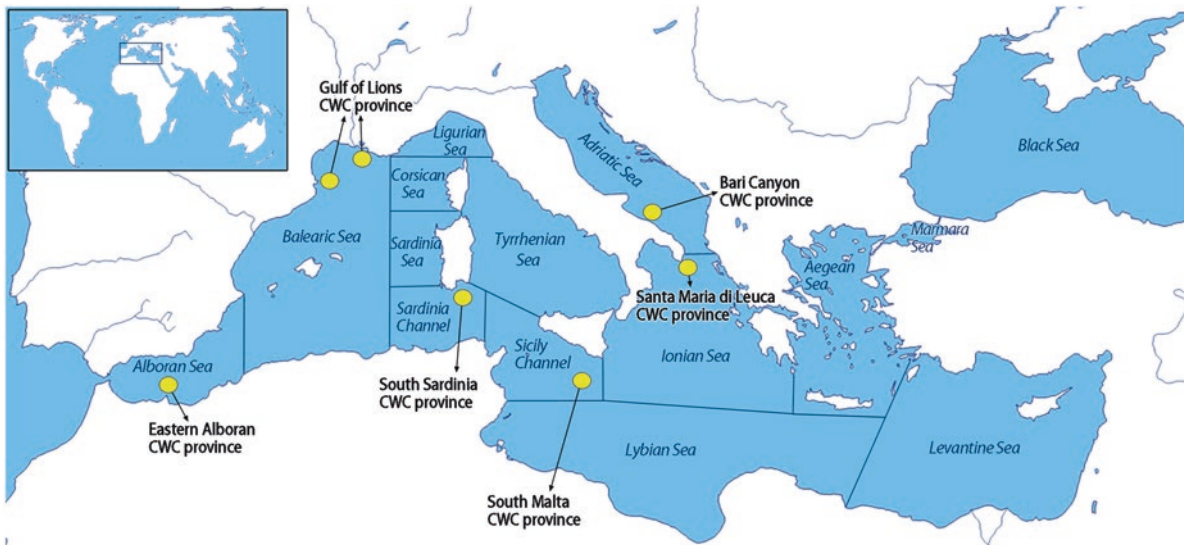 Gulf of Lions
CWC province
Ligurian
Sea
Adriatic Sea
Black Sea
Corsican
Sea
Bari Canyon
CWC province
Marmara
Sea
Balearic Sea
Sardinia
Sea
Tyrrhenian
Sea
Aegean
Sea
Santa Maria di Leuca
CWC province
Sardinia
Channel
Sicily
Channel
Ionian Sea
Alboran Sea
South Sardinia
CWC province
Eastern Alboran
CWC province
Lybian Sea
Levantine Sea
South Malta
CWC province